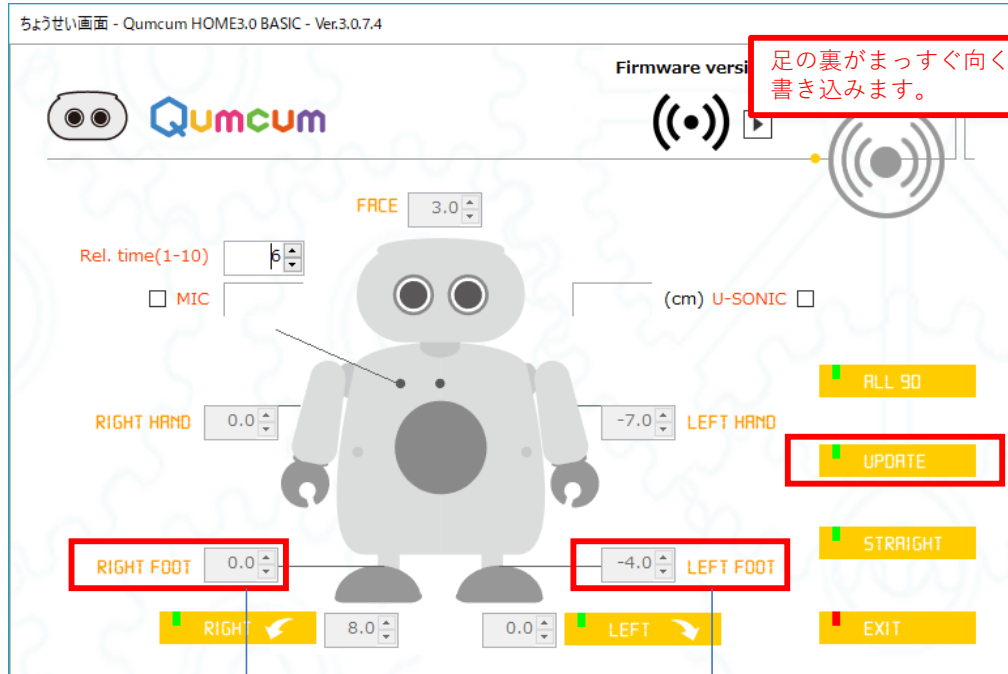 ちょうせい画面 - Qumcum HOME3.0 BASIC - Ver.3.0.7.4
Firmware versi
足の裏がまっすぐ向く
書き込みます。
Qumcum
FACE 3.0
Rel. time(1-10) 6
MIC
(cm) U-SONIC
ALL 90
RIGHT HAND 0.0
-7.0 LEFT HAND
UPDATE
RIGHT FOOT 0.0
-4.0 LEFT FOOT
STRAIGHT
RIGHT 8.0
0.0 LEFT
EXIT